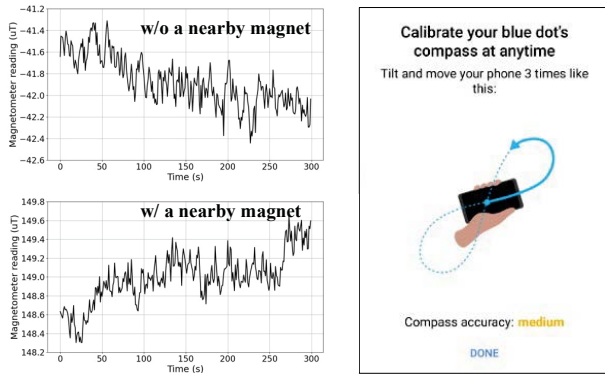 w/o a nearby magnet
Magnetometer reading (uT)
−41.2
−41.4
−41.6
−41.8
−42.0
−42.2
−42.4
−42.6
0 50 100 150 200 250 300
Time (s)
w/ a nearby magnet
Magnetometer reading (uT)
149.8
149.6
149.4
149.2
149.0
148.8
148.6
148.4
148.2
0 50 100 150 200 250 300
Time (s)
Calibrate your blue dot's
compass at anytime
Tilt and move your phone 3 times like
this:
Compass accuracy: medium
DONE